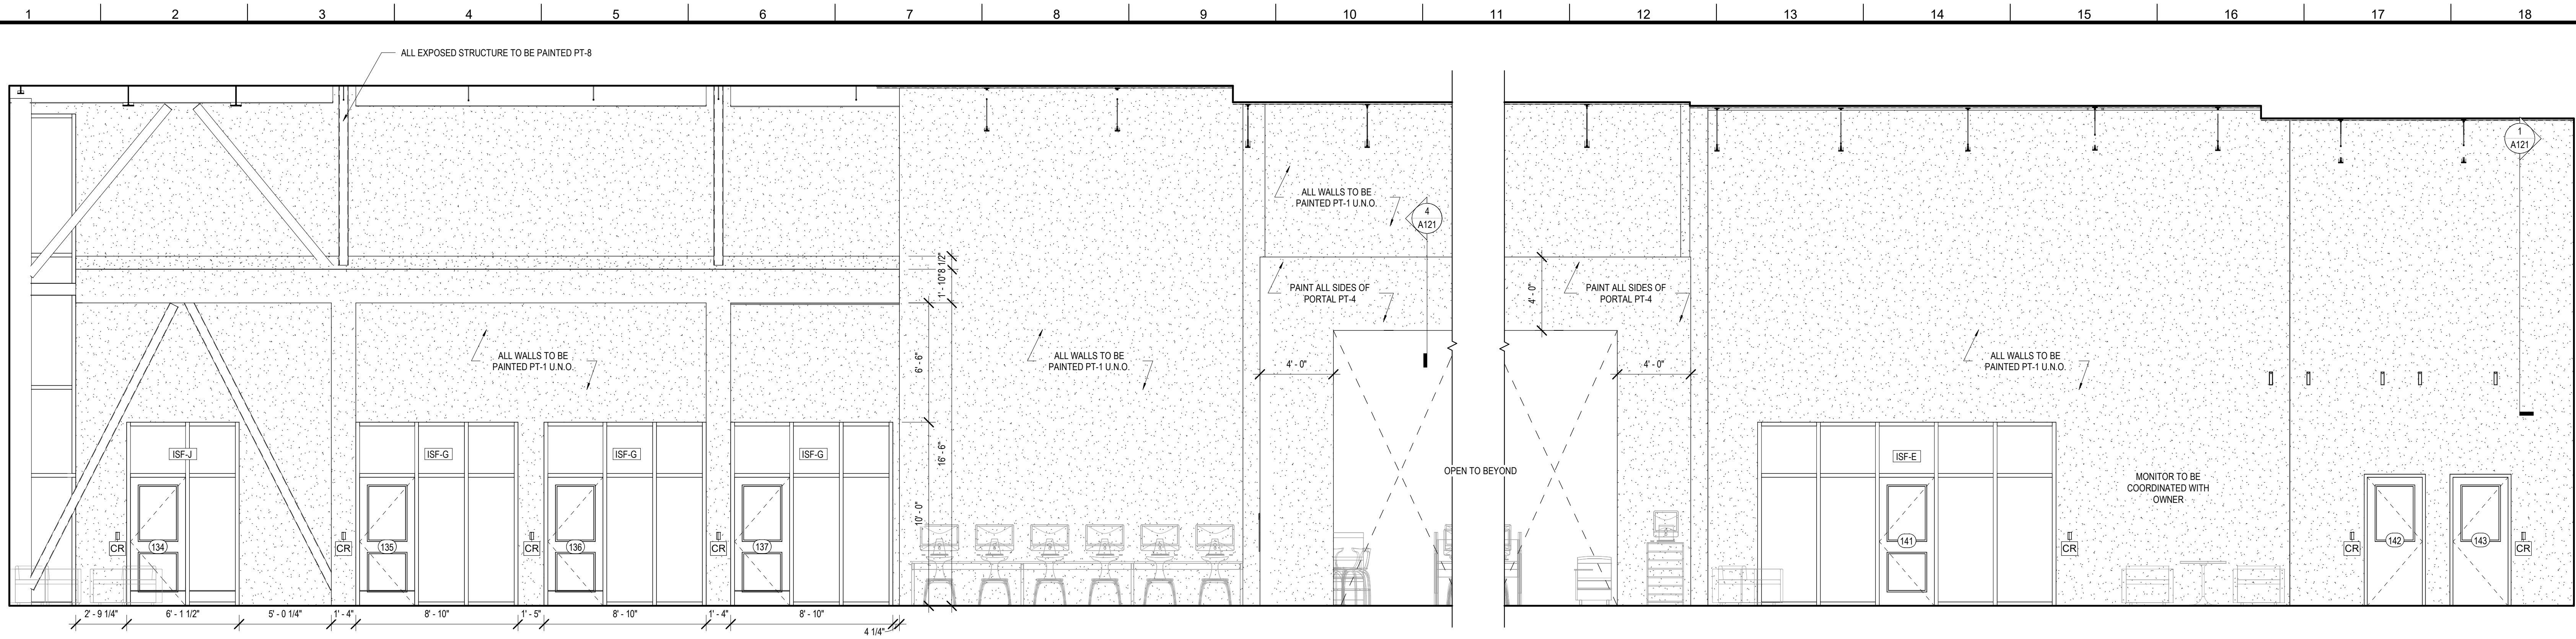 1 2 3 4 5 6 7 8 9 10 11 12 13 14 15 16 17 18
ALL EXPOSED STRUCTURE TO BE PAINTED PT-8
1
A121
ALL WALLS TO BE
PAINTED PT-1 U.N.O.
4
A121
1' - 10"
8 1/2"
PAINT ALL SIDES OF
PORTAL PT-4
4' - 0"
PAINT ALL SIDES OF
PORTAL PT-4
ALL WALLS TO BE
PAINTED PT-1 U.N.O.
6' - 6"
ALL WALLS TO BE
PAINTED PT-1 U.N.O.
4' - 0"
4' - 0"
ALL WALLS TO BE
PAINTED PT-1 U.N.O.
ISF-J
ISF-G
ISF-G
ISF-G
16' - 6"
10' - 0"
OPEN TO BEYOND
ISF-E
MONITOR TO BE
COORDINATED WITH
OWNER
CR
134
CR
135
CR
136
CR
137
141
CR
CR
142
143
CR
2' - 9 1/4"
6' - 1 1/2"
5' - 0 1/4"
1' - 4"
8' - 10"
1' - 5"
8' - 10"
1' - 4"
8' - 10"
4 1/4"